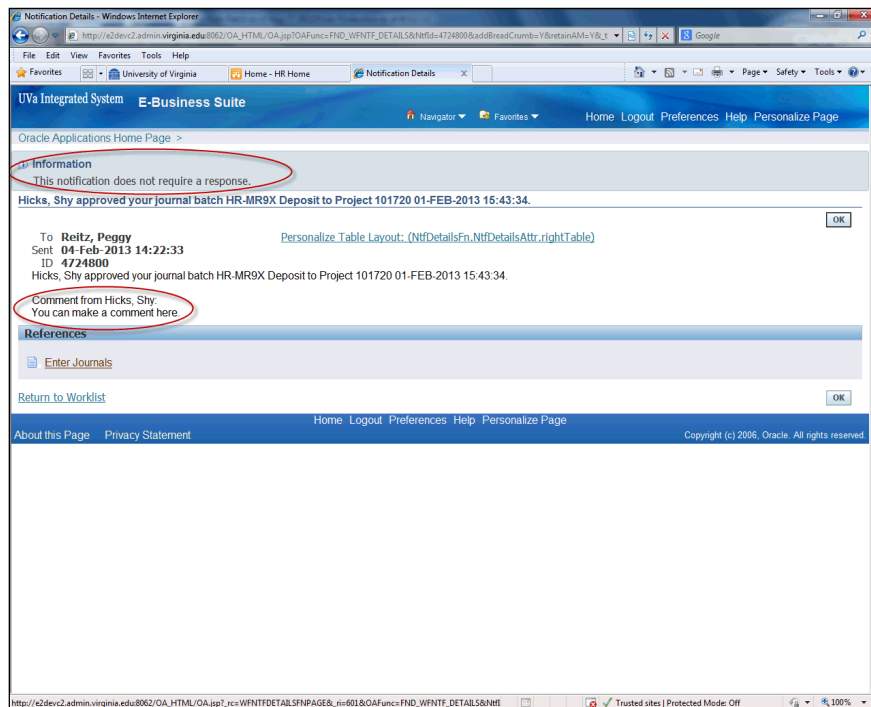 Notification Details - Windows Internet Explorer
http://e2devc2.admin.virginia.edu:8062/OA_HTML/OA.jsp?OAFunc=FND_WFNTF_DETAILS&NtfId=4724800&addBreadCrumb=Y&retainAM=Y&_t
Google
File Edit View Favorites Tools Help
Favorites University of Virginia Home - HR Home Notification Details X Page Safety Tools
UVa Integrated System E-Business Suite
Navigator Favorites Home Logout Preferences Help Personalize Page
Oracle Applications Home Page >
Information
This notification does not require a response.
Hicks, Shy approved your journal batch HR-MR9X Deposit to Project 101720 01-FEB-2013 15:43:34.
OK
To Reitz, Peggy Personalize Table Layout: (NtfDetailsFn.NtfDetailsAttr.rightTable)
Sent 04-Feb-2013 14:22:33
ID 4724800
Hicks, Shy approved your journal batch HR-MR9X Deposit to Project 101720 01-FEB-2013 15:43:34.
Comment from Hicks, Shy:
You can make a comment here.
References
Enter Journals
Return to Worklist OK
Home Logout Preferences Help Personalize Page
About this Page Privacy Statement Copyright (c) 2006, Oracle. All rights reserved.
http://e2devc2.admin.virginia.edu:8062/OA_HTML/OA.jsp?_rc=WFNTFDETAILSFNPAGE&_ri=601&OAFunc=FND_WFNTF_DETAILS&NtfI Trusted sites | Protected Mode: Off 100%